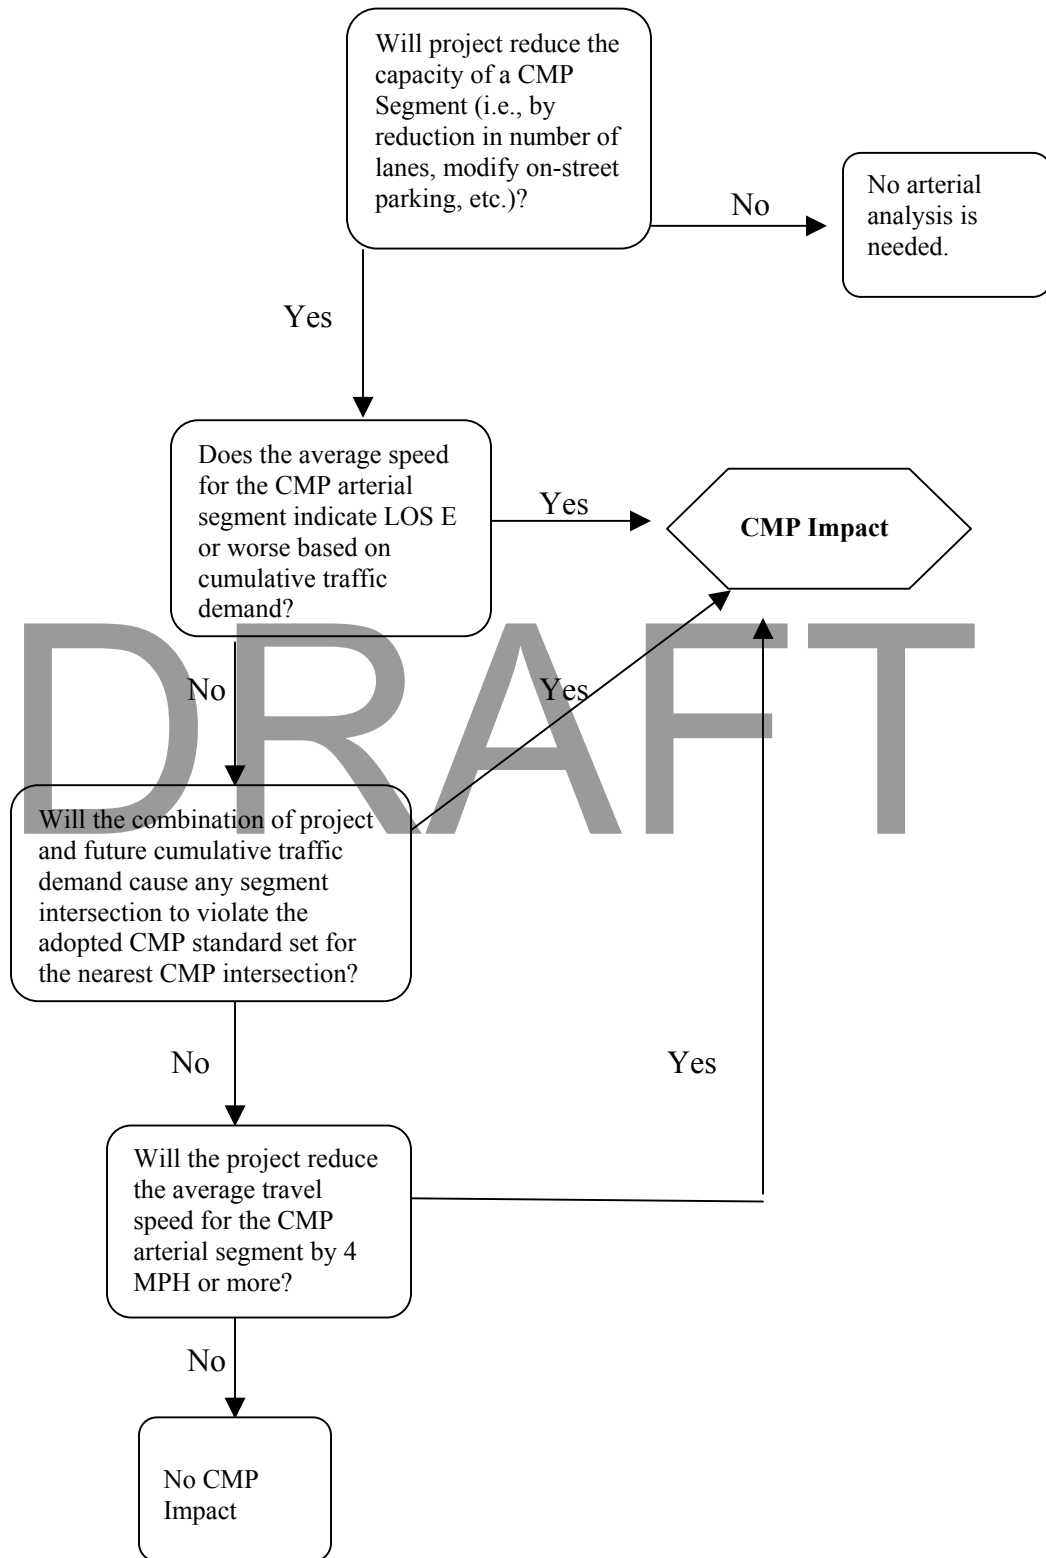 Will project reduce the
capacity of a CMP
Segment (i.e., by
reduction in number of
lanes, modify on-street
parking, etc.)?
No
No arterial
analysis is
needed.
Yes
Does the average speed
for the CMP arterial
segment indicate LOS E
or worse based on
cumulative traffic
demand?
Yes
CMP Impact
DRAFT
No
Yes
Will the combination of project
and future cumulative traffic
demand cause any segment
intersection to violate the
adopted CMP standard set for
the nearest CMP intersection?
No
Yes
Will the project reduce
the average travel
speed for the CMP
arterial segment by 4
MPH or more?
No
No CMP
Impact